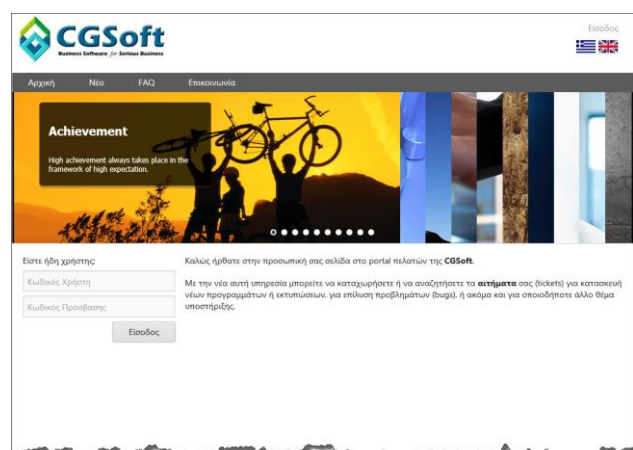 CGSoft
Business Software for Serious Business
Είσοδος
Αρχική Νέο FAQ Επικοινωνία
Achievement
High achievement always takes place in the
framework of high expectation.
Είστε ήδη χρήστης;
Κωδικός Χρήστη
Κωδικός Πρόσβασης
Είσοδος
Καλώς ήρθατε στην προσωπική σας σελίδα στο portal πελατών της CGSoft.
Με την νέα αυτή υπηρεσία μπορείτε να καταχωρήσετε ή να αναζητήσετε τα αιτήματα σας (tickets) για κατασκευή
νέων προγραμμάτων ή εκτυπώσεων, για επίλυση προβλημάτων (bugs), ή ακόμα και για οποιοδήποτε άλλο θέμα
υποστήριξης.